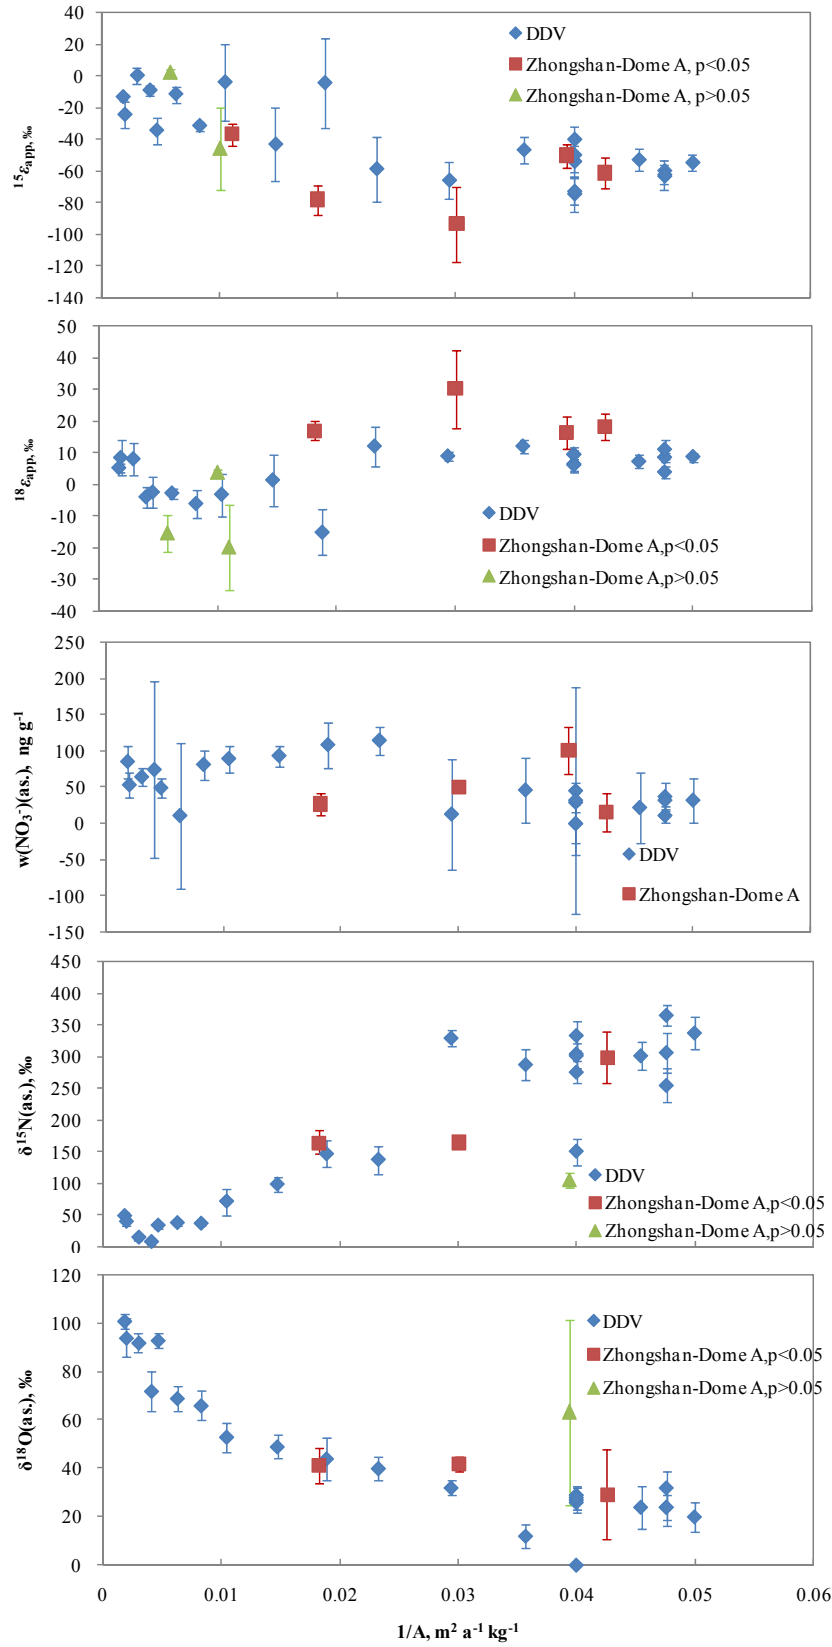 40
20
0
-20
-40
-60
-80
-100
-120
-140
15εapp, ‰
DDV
Zhongshan-Dome A, p<0.05
Zhongshan-Dome A, p>0.05
50
40
30
20
10
0
-10
-20
-30
-40
18εapp, ‰
DDV
Zhongshan-Dome A,p<0.05
Zhongshan-Dome A,p>0.05
250
200
150
100
50
0
-50
-100
-150
w(NO3-)(as.), ng g-1
DDV
Zhongshan-Dome A
450
400
350
300
250
200
150
100
50
0
δ15N(as.), ‰
DDV
Zhongshan-Dome A,p<0.05
Zhongshan-Dome A,p>0.05
120
100
80
60
40
20
0
δ18O(as.), ‰
DDV
Zhongshan-Dome A,p<0.05
Zhongshan-Dome A,p>0.05
0 0.01 0.02 0.03 0.04 0.05 0.06
1/A, m2 a-1 kg-1